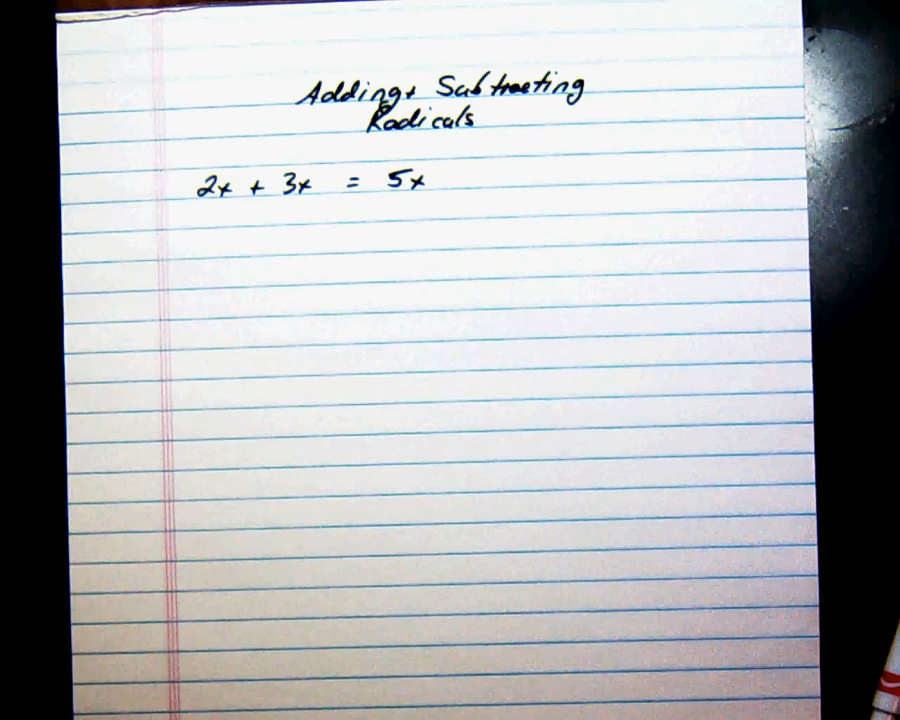 Adding + Subtracting
Radicals
2x + 3x = 5x